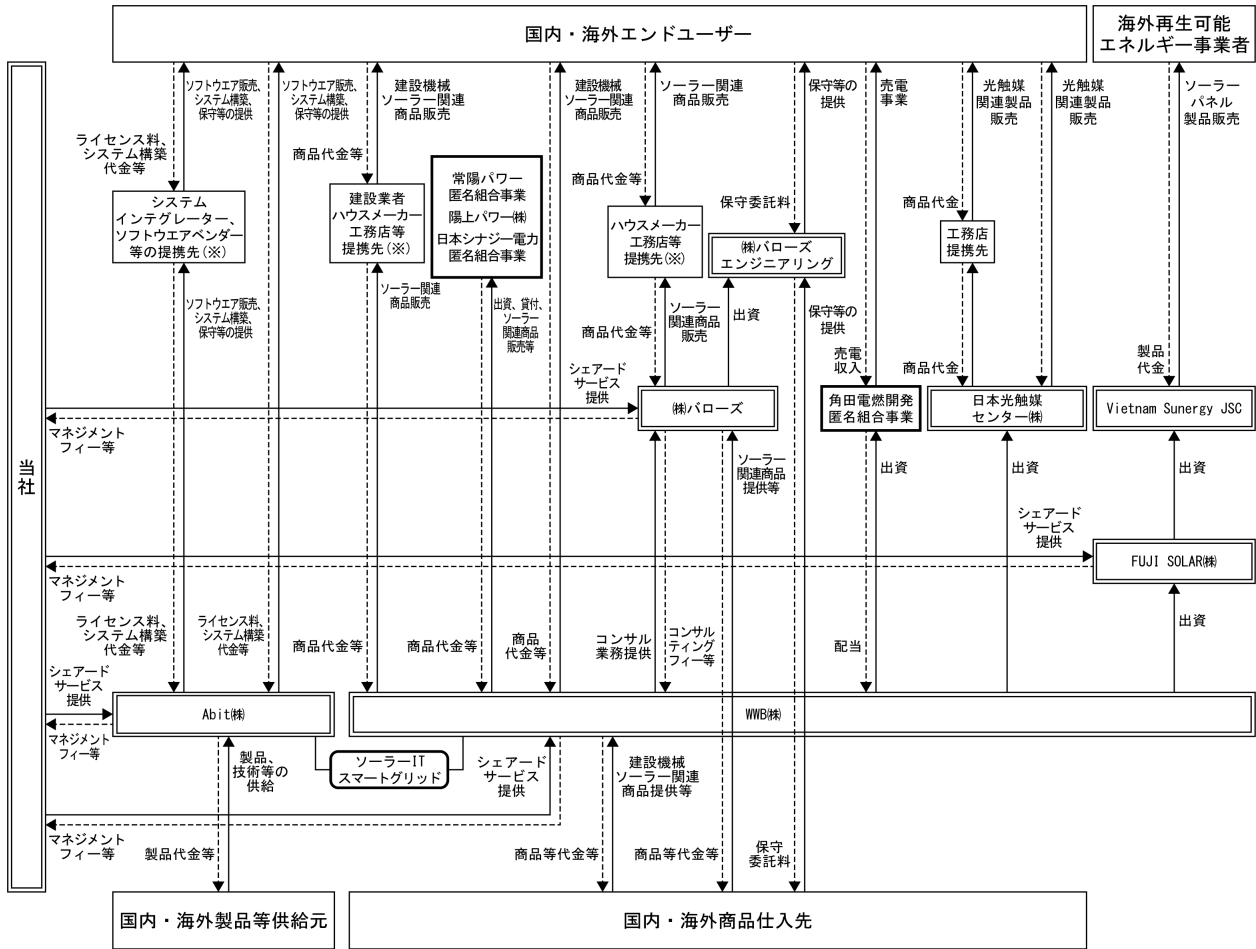 国内・海外エンドユーザー
海外再生可能
エネルギー事業者
ソフトウエア販売、
システム構築、
保守等の提供
ソフトウエア販売、
システム構築、
保守等の提供
建設機械
ソーラー関連
商品販売
建設機械
ソーラー関連
商品販売
ソーラー関連
商品販売
保守等の
提供
売電
事業
光触媒
関連製品
販売
光触媒
関連製品
販売
ソーラー
パネル
製品販売
ライセンス料、
システム構築
代金等
商品代金等
商品代金等
保守委託料
商品代金
システム
インテグレーター、
ソフトウエアベンダー
等の提携先(※)
建設業者
ハウスメーカー
工務店等
提携先(※)
常陽パワー
匿名組合事業
陽上パワー㈱
日本シナジー電力
匿名組合事業
ハウスメーカー
工務店等
提携先(※)
㈱バローズ
エンジニアリング
工務店
提携先
ソフトウエア販売、
システム構築、
保守等の提供
ソーラー関連
商品販売
出資、貸付、
ソーラー
関連商品
販売等
商品代金等
ソーラー
関連商品
販売
出資
保守等の
提供
売電
収入
商品代金
製品
代金
シェアード
サービス
提供
㈱バローズ
角田電燃開発
匿名組合事業
日本光触媒
センター㈱
Vietnam Sunergy JSC
マネジメント
フィー等
当社
ソーラー
関連商品
提供等
出資
出資
出資
シェアード
サービス
提供
FUJI SOLAR㈱
マネジメント
フィー等
ライセンス料、
システム構築
代金等
ライセンス料、
システム構築
代金等
商品代金等
商品代金等
商品
代金等
コンサル
業務提供
コンサル
ティング
フィー等
配当
出資
シェアード
サービス
提供
Abit㈱
WWB㈱
マネジメント
フィー等
製品、
技術等の
供給
ソーラーIT
スマートグリッド
シェアード
サービス
提供
建設機械
ソーラー関連
商品提供等
マネジメント
フィー等
製品代金等
商品等代金等
商品等代金等
保守
委託料
国内・海外製品等供給元
国内・海外商品仕入先